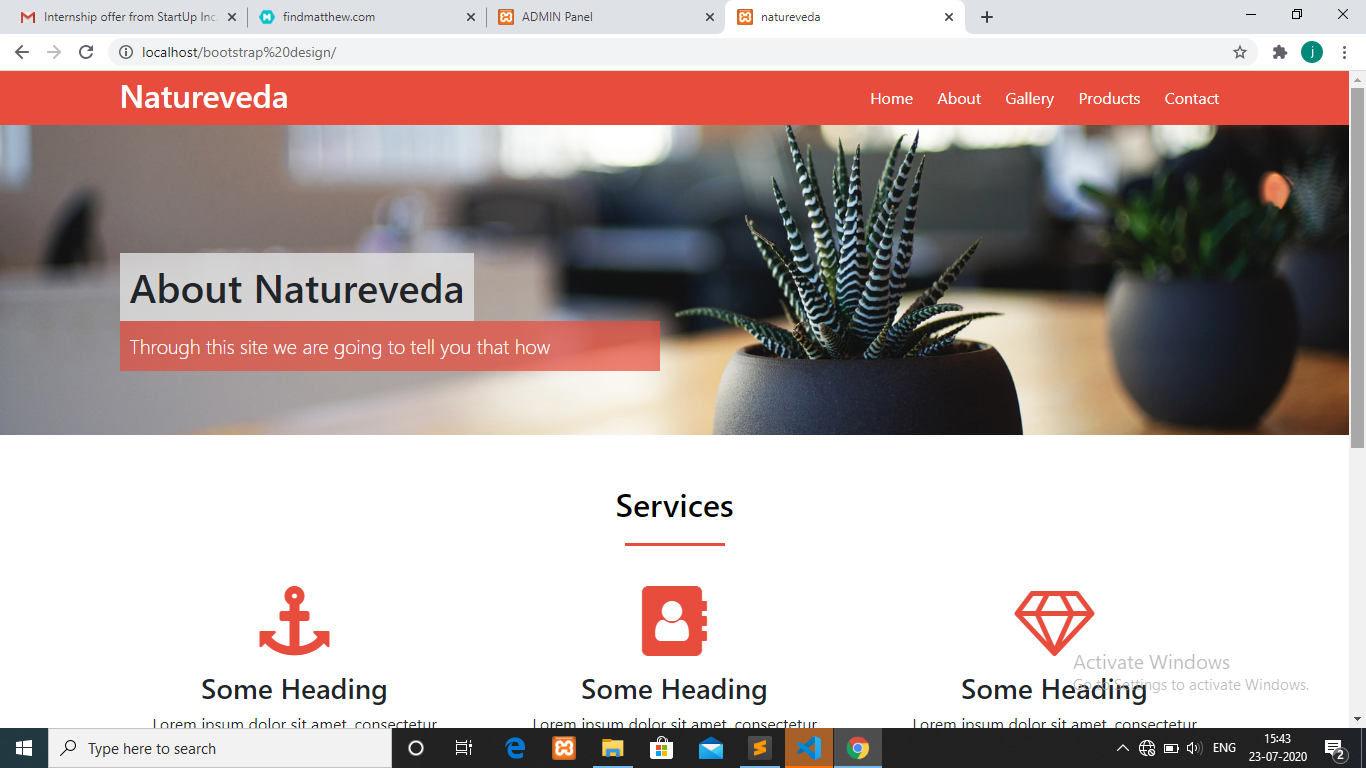 Internship offer from StartUp Inc.
findmatthew.com
ADMIN Panel
natureveda
localhost/bootstrap%20design/
j
Natureveda
Home About Gallery Products Contact
About Natureveda
Through this site we are going to tell you that how
Services
Some Heading Some Heading Some Heading
Lorem ipsum dolor sit amet, consectetur Lorem ipsum dolor sit amet, consectetur Lorem ipsum dolor sit amet, consectetur
Activate Windows
Go to Settings to activate Windows.
Type here to search
ENG
15:43
23-07-2020
2